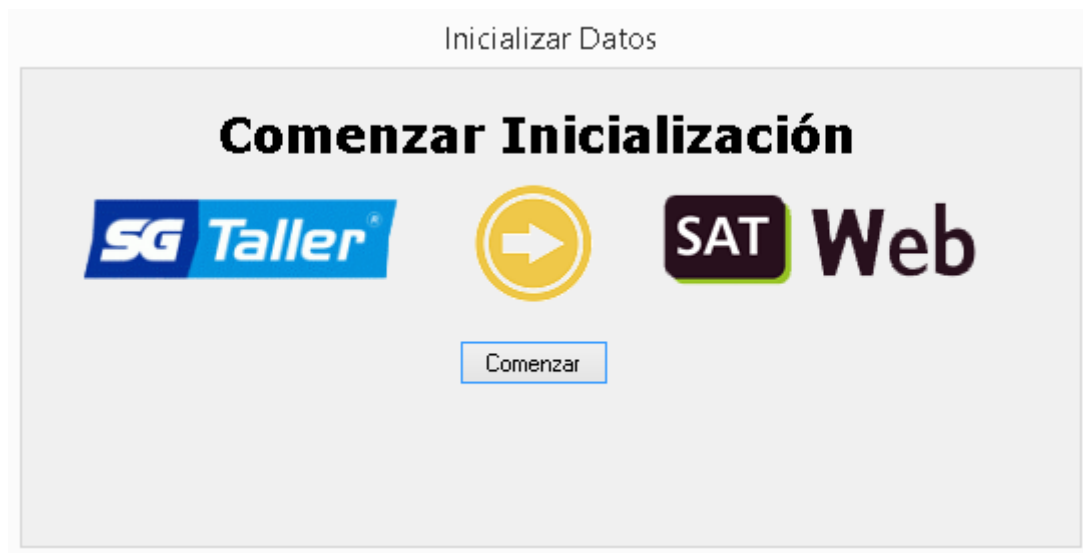 Inicializar Datos
Comenzar Inicialización
SG Taller®
SAT Web
Comenzar